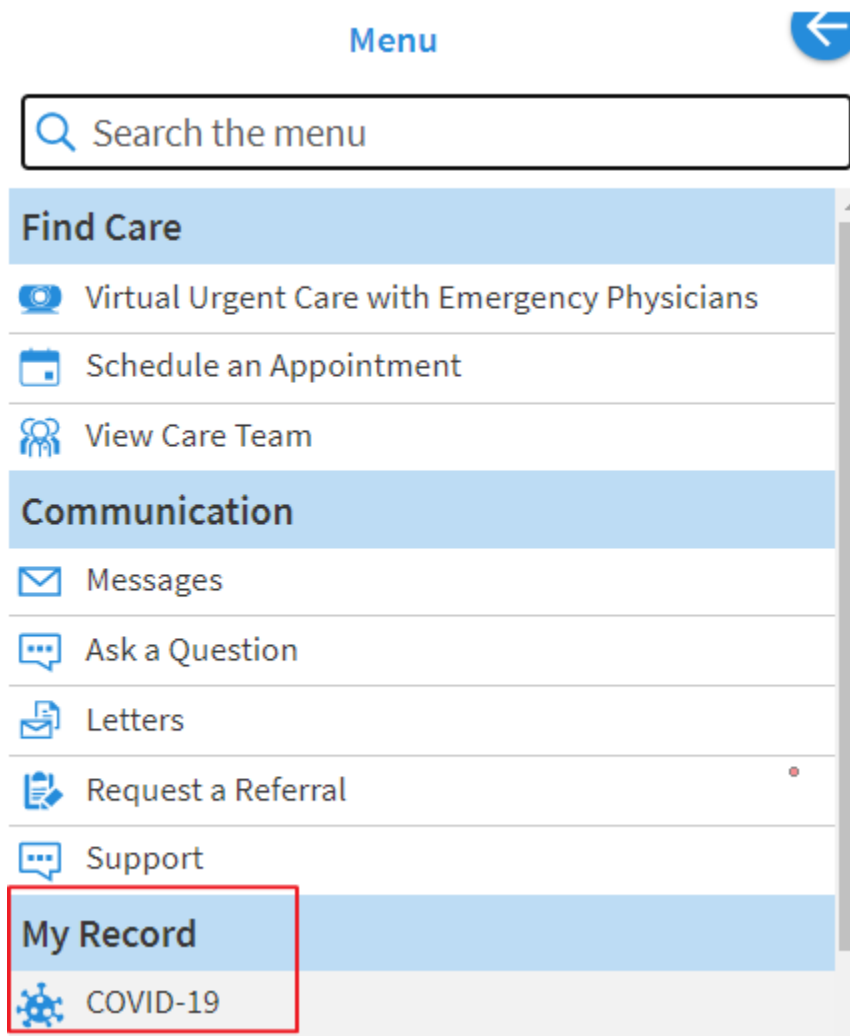 Menu
Search the menu
Find Care
Virtual Urgent Care with Emergency Physicians
Schedule an Appointment
View Care Team
Communication
Messages
Ask a Question
Letters
Request a Referral
Support
My Record
COVID-19